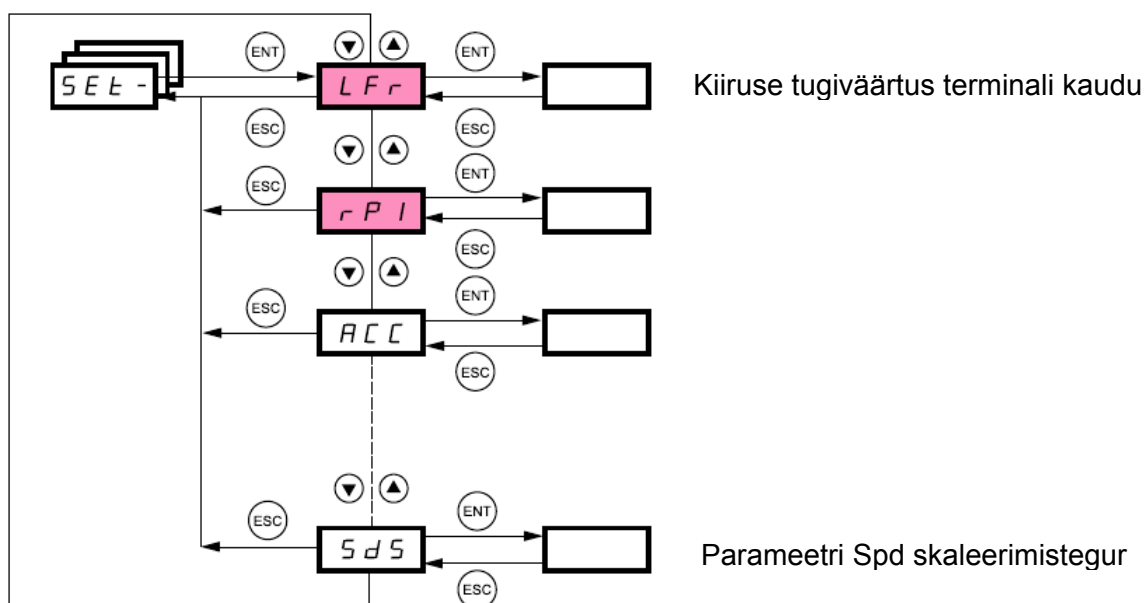 ENT
ENT
SEt -
LFr
Kiiruse tugiväärtus terminali kaudu
ESC
ESC
ESC
ENT
rP1
ESC
ESC
ENT
ACC
ESC
ESC
ENT
SdS
Parameetri Spd skaleerimistegur
ESC